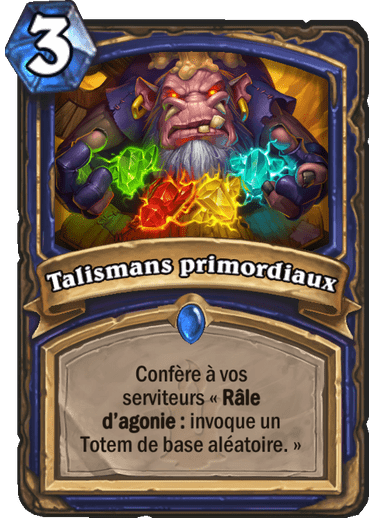 3
Talismans primordiaux
Confère à vos
serviteurs « Râle
d’agonie : invoque un
Totem de base aléatoire. »